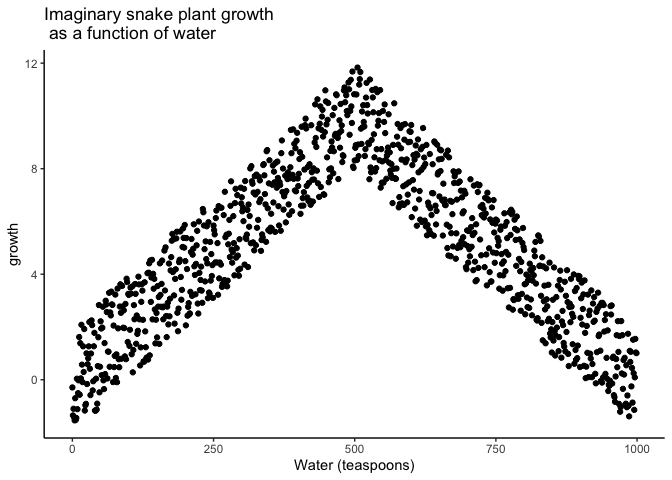 Imaginary snake plant growth
as a function of water
12
8
4
0
growth
0 250 500 750 1000
Water (teaspoons)